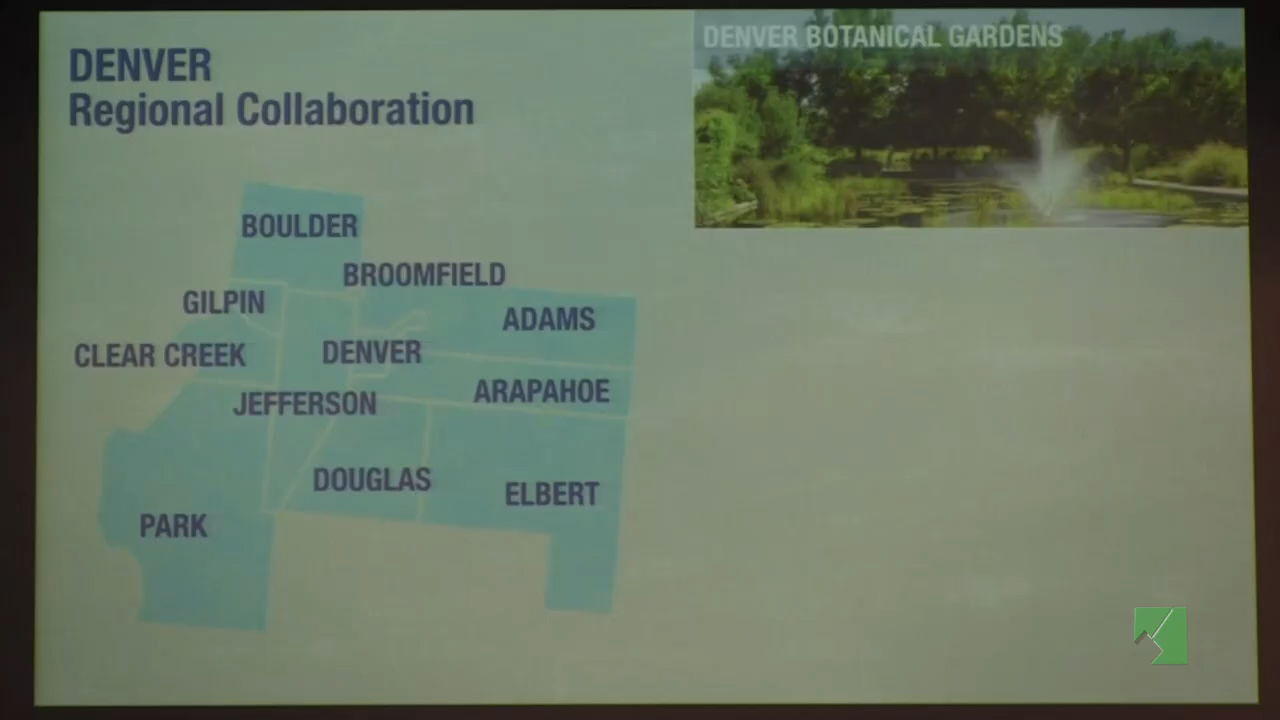 DENVER
Regional Collaboration
DENVER BOTANICAL GARDENS
BOULDER
BROOMFIELD
GILPIN
ADAMS
CLEAR CREEK
DENVER
ARAPAHOE
JEFFERSON
DOUGLAS
ELBERT
PARK